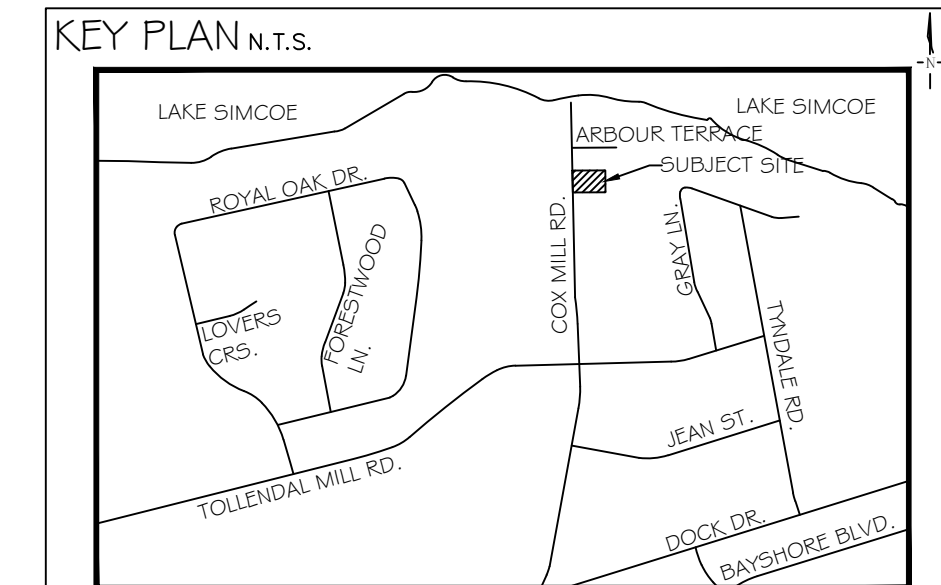 KEY PLAN N.T.S.
N
LAKE SIMCOE
LAKE SIMCOE
ARBOUR TERRACE
SUBJECT SITE
ROYAL OAK DR.
FORESTWOOD
LN.
COX MILL RD.
GRAY LN.
LOVERS
CRS.
TYNDALE RD.
JEAN ST.
TOLLENDAL MILL RD.
DOCK DR.
BAYSHORE BLVD.